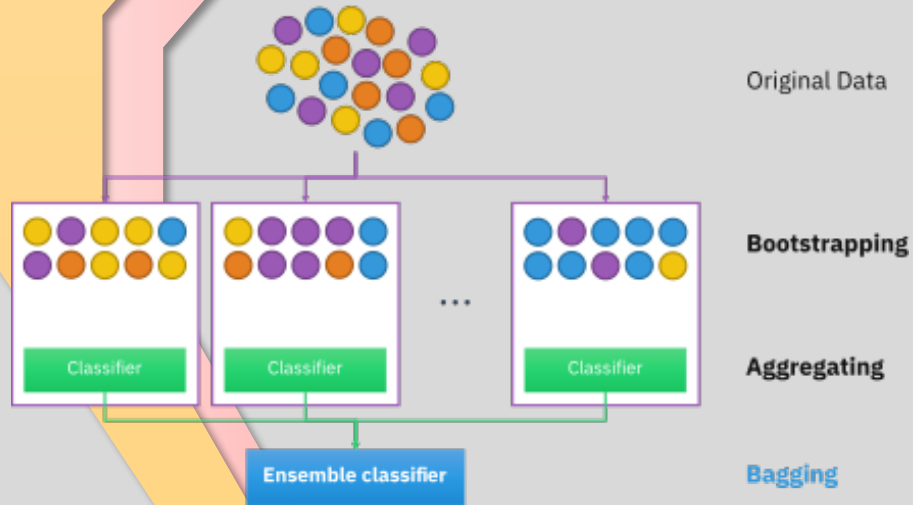 Original Data
Bootstrapping
...
Classifier
Classifier
Classifier
Aggregating
Ensemble classifier
Bagging